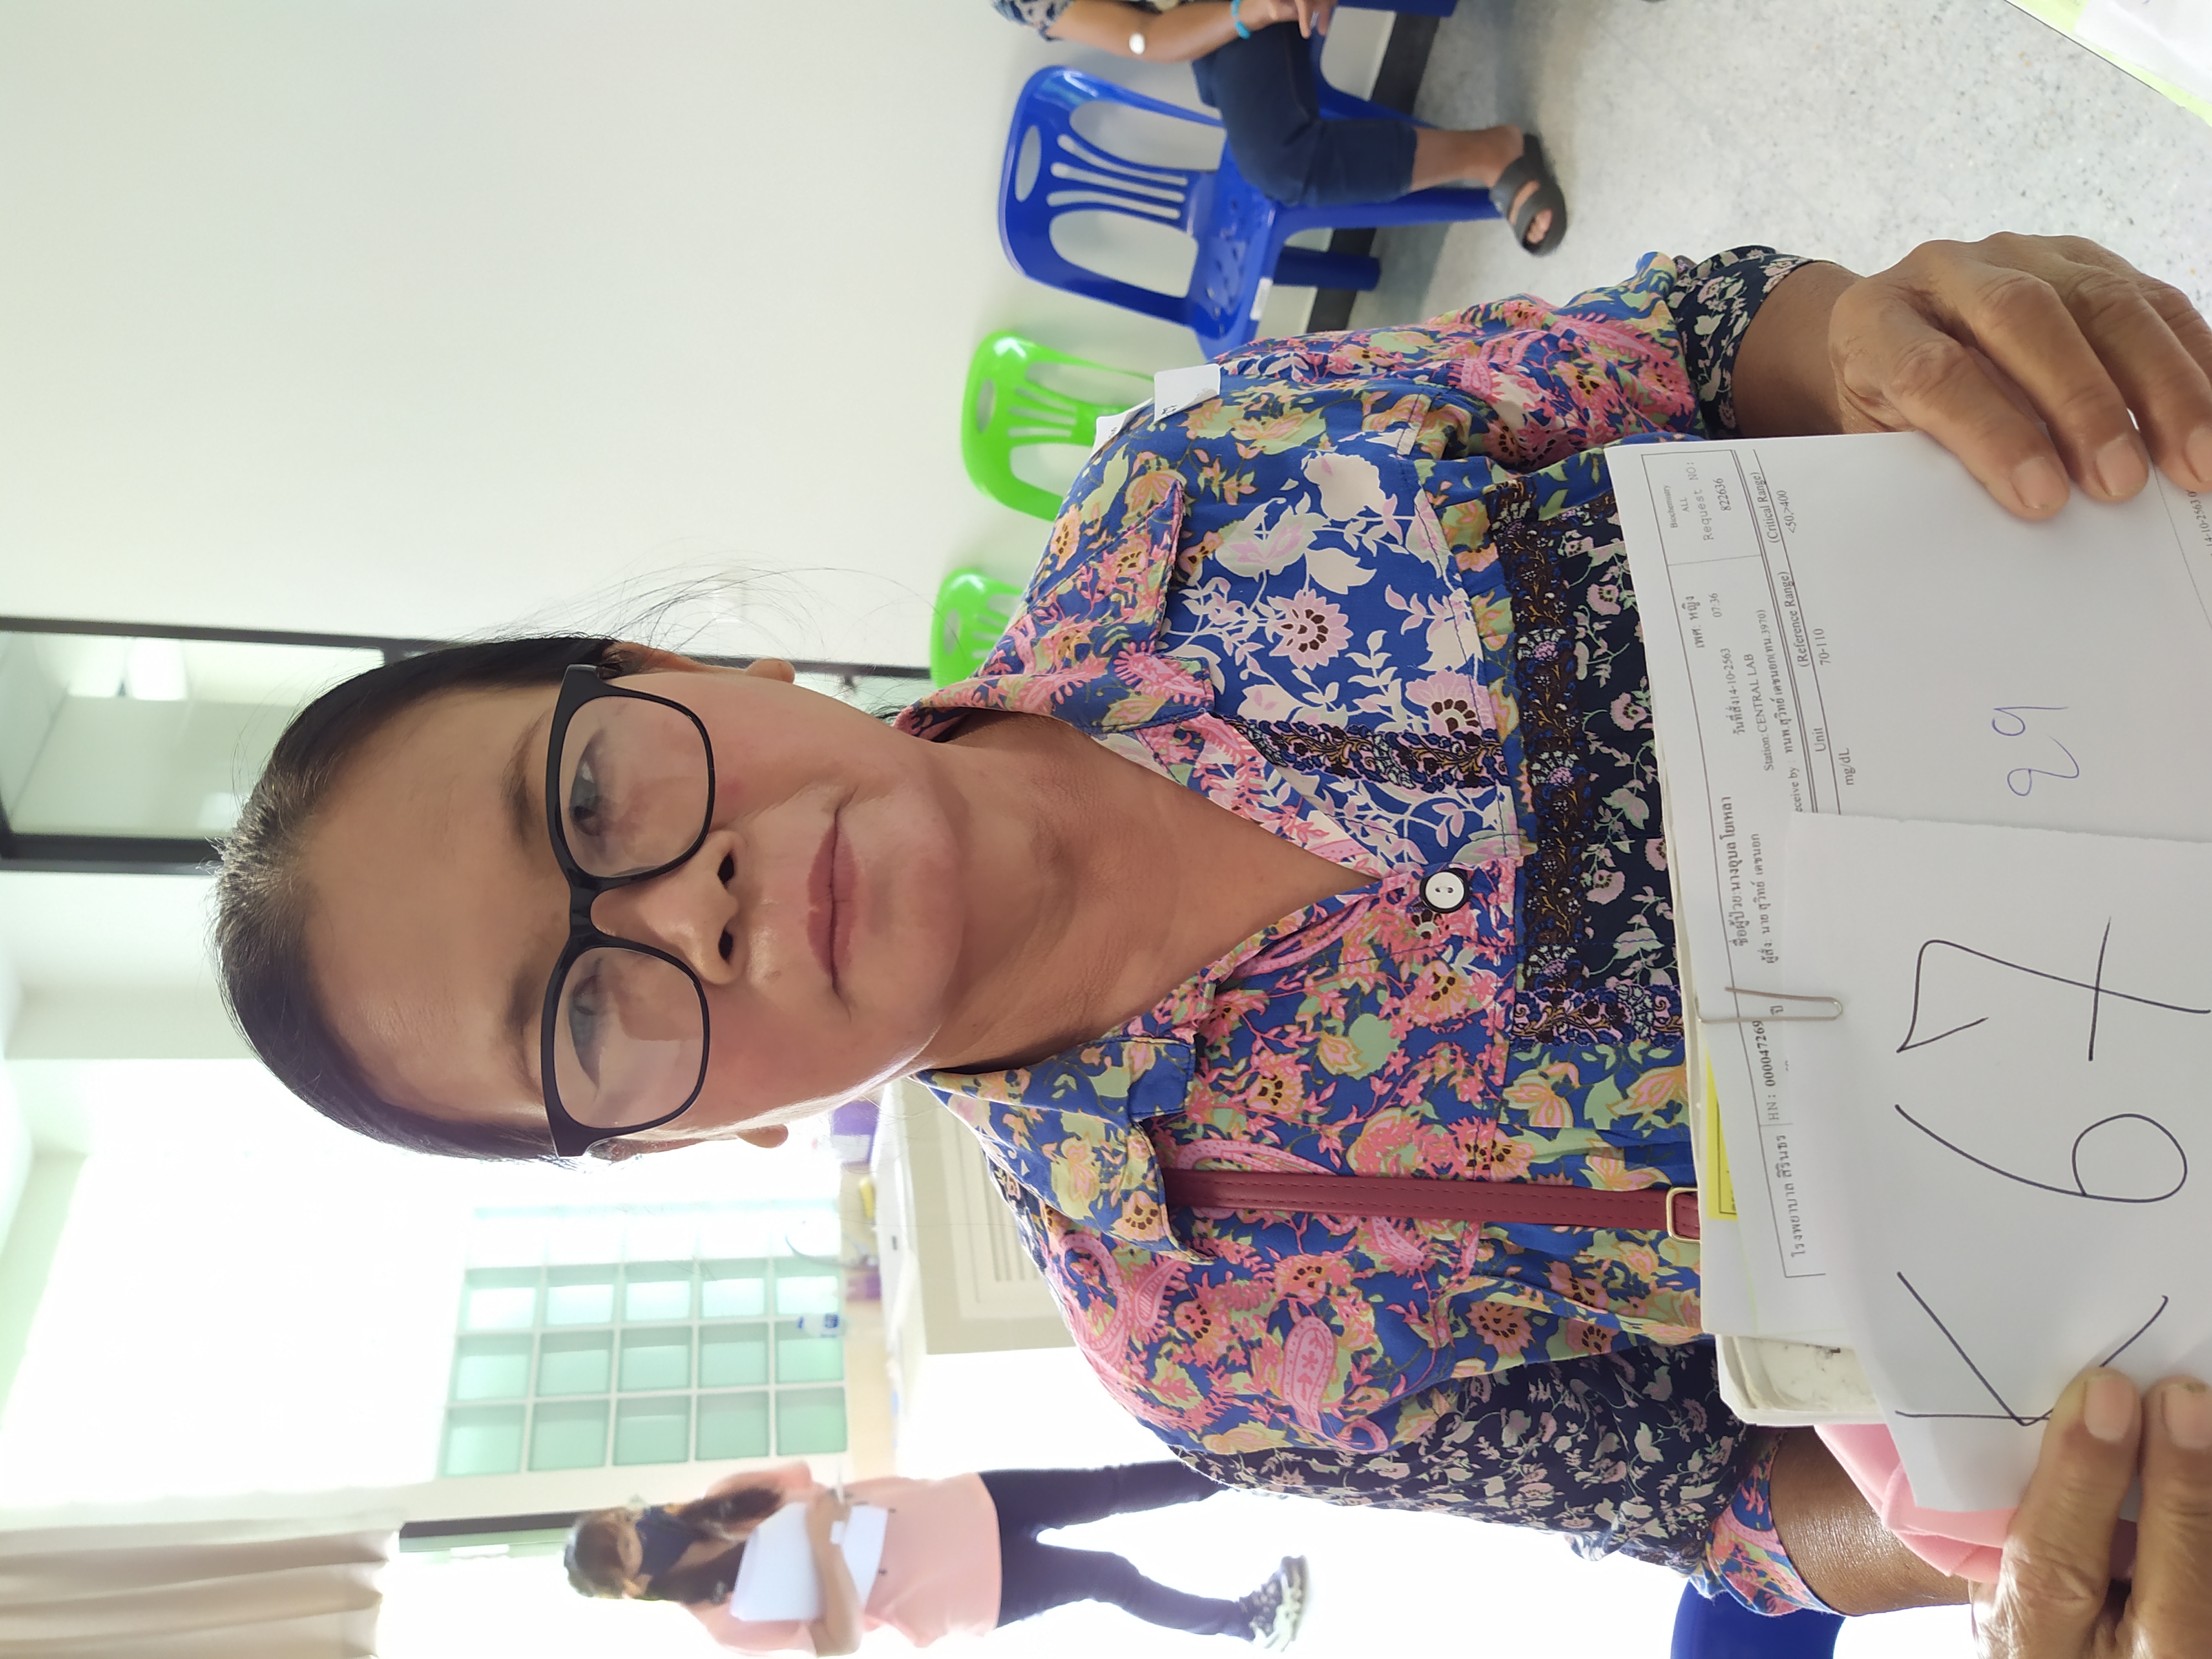 โรงพยาบาล สิรินธร HN: 000047269 ชื่อผู้ป่วย:นางอุบล โยเหลา เพศ: หญิง Biochemistry
ปี ผู้สั่ง: นาย สุวิทย์ เดชนอก วันที่สั่ง14-10-2563 07:36 ALL
Station:CENTRAL LAB Request NO:
eceive by : ทนพ.สุวิทย์ เดชนอก(ทน.3970) 822636
Unit (Reference Range) (Critical Range)
mg/dL 70-110 <50,>400
K 67
29
14-10-2563